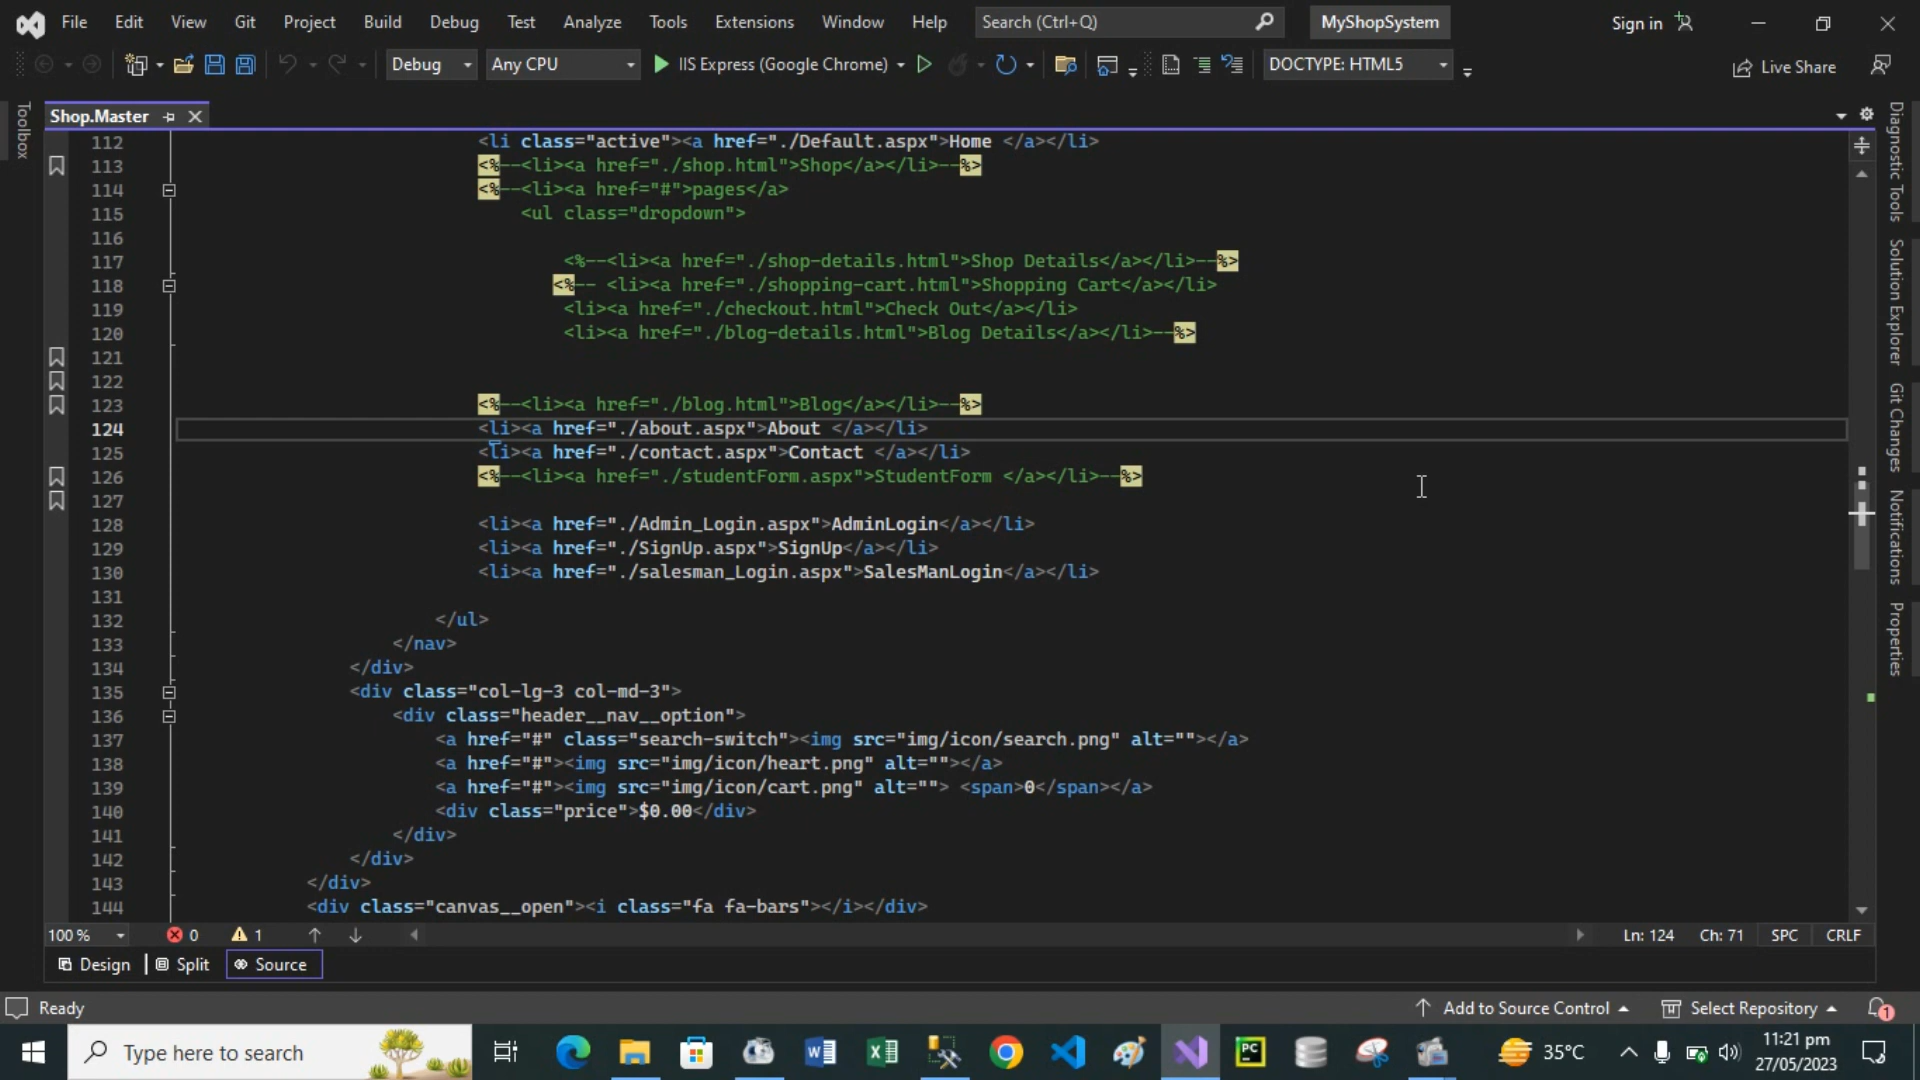 File Edit View Git Project Build Debug Test Analyze Tools Extensions Window Help Search (Ctrl+Q) MyShopSystem Sign in
Debug Any CPU IIS Express (Google Chrome) DOCTYPE: HTML5 Live Share
Shop.Master
Toolbox
112 <li class="active"><a href="./Default.aspx">Home </a></li>
113 <%--<li><a href="./shop.html">Shop</a></li>--%>
114 <%--<li><a href="#">pages</a>
115 <ul class="dropdown">
116
117 <%--<li><a href="./shop-details.html">Shop Details</a></li>--%>
118 <%-- <li><a href="./shopping-cart.html">Shopping Cart</a></li>
119 <li><a href="./checkout.html">Check Out</a></li>
120 <li><a href="./blog-details.html">Blog Details</a></li>--%>
121
122
123 <%--<li><a href="./blog.html">Blog</a></li>--%>
124 <li><a href="./about.aspx">About </a></li>
125 <li><a href="./contact.aspx">Contact </a></li>
126 <%--<li><a href="./studentForm.aspx">StudentForm </a></li>--%>
127
128 <li><a href="./Admin_Login.aspx">AdminLogin</a></li>
129 <li><a href="./SignUp.aspx">SignUp</a></li>
130 <li><a href="./salesman_Login.aspx">SalesManLogin</a></li>
131
132 </ul>
133 </nav>
134 </div>
135 <div class="col-lg-3 col-md-3">
136 <div class="header__nav__option">
137 <a href="#" class="search-switch"><img src="img/icon/search.png" alt=""></a>
138 <a href="#"><img src="img/icon/heart.png" alt=""></a>
139 <a href="#"><img src="img/icon/cart.png" alt=""> <span>0</span></a>
140 <div class="price">$0.00</div>
141 </div>
142 </div>
143 </div>
144 <div class="canvas__open"><i class="fa fa-bars"></i></div>
Diagnostic Tools
Solution Explorer
Git Changes
Notifications
Properties
100 % 0 1 Ln: 124 Ch: 71 SPC CRLF
Design Split Source
Ready Add to Source Control Select Repository 1
Type here to search PC 35°C 11:21 pm
27/05/2023